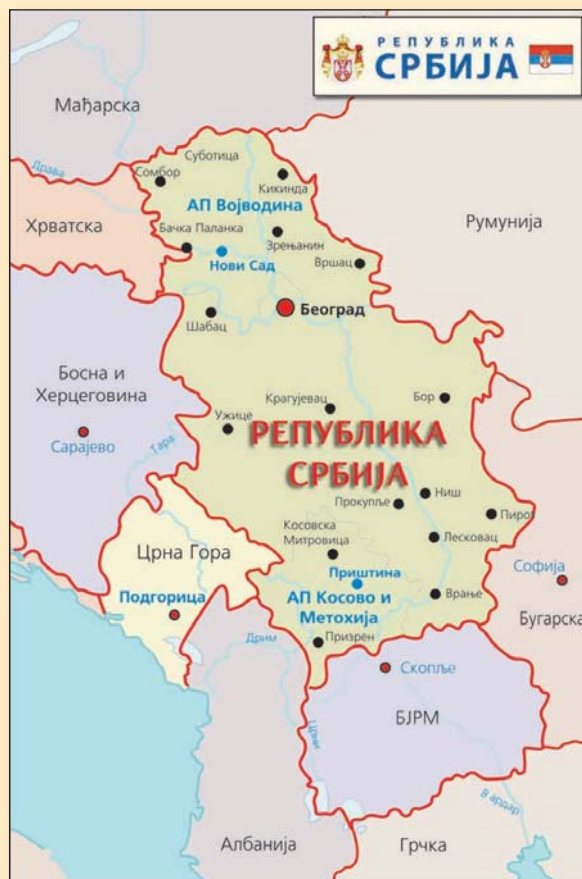 РЕПУБЛИКА
СРБИЈА
Мађарска
Суботица
Драва
Сомбор
Кикинда
АП Војводина
Хрватска
Румунија
Бачка Паланка
Зрењанин
Нови Сад
Вршац
Београд
Шабац
Босна и
Херцеговина
Бор
Крагујевац
Ужице
Сарајево
Тара
РЕПУБЛИКА
СРБИЈА
Ниш
Прокупље
Пирот
Косовска
Митровица
Лесковац
Црна Гора
Приштина
Софија
Подгорица
АП Косово и
Метохија
Врање
Бугарска
Дрим
Призрен
Скопље
БЈРМ
Црни
Вардар
Албанија
Грчка